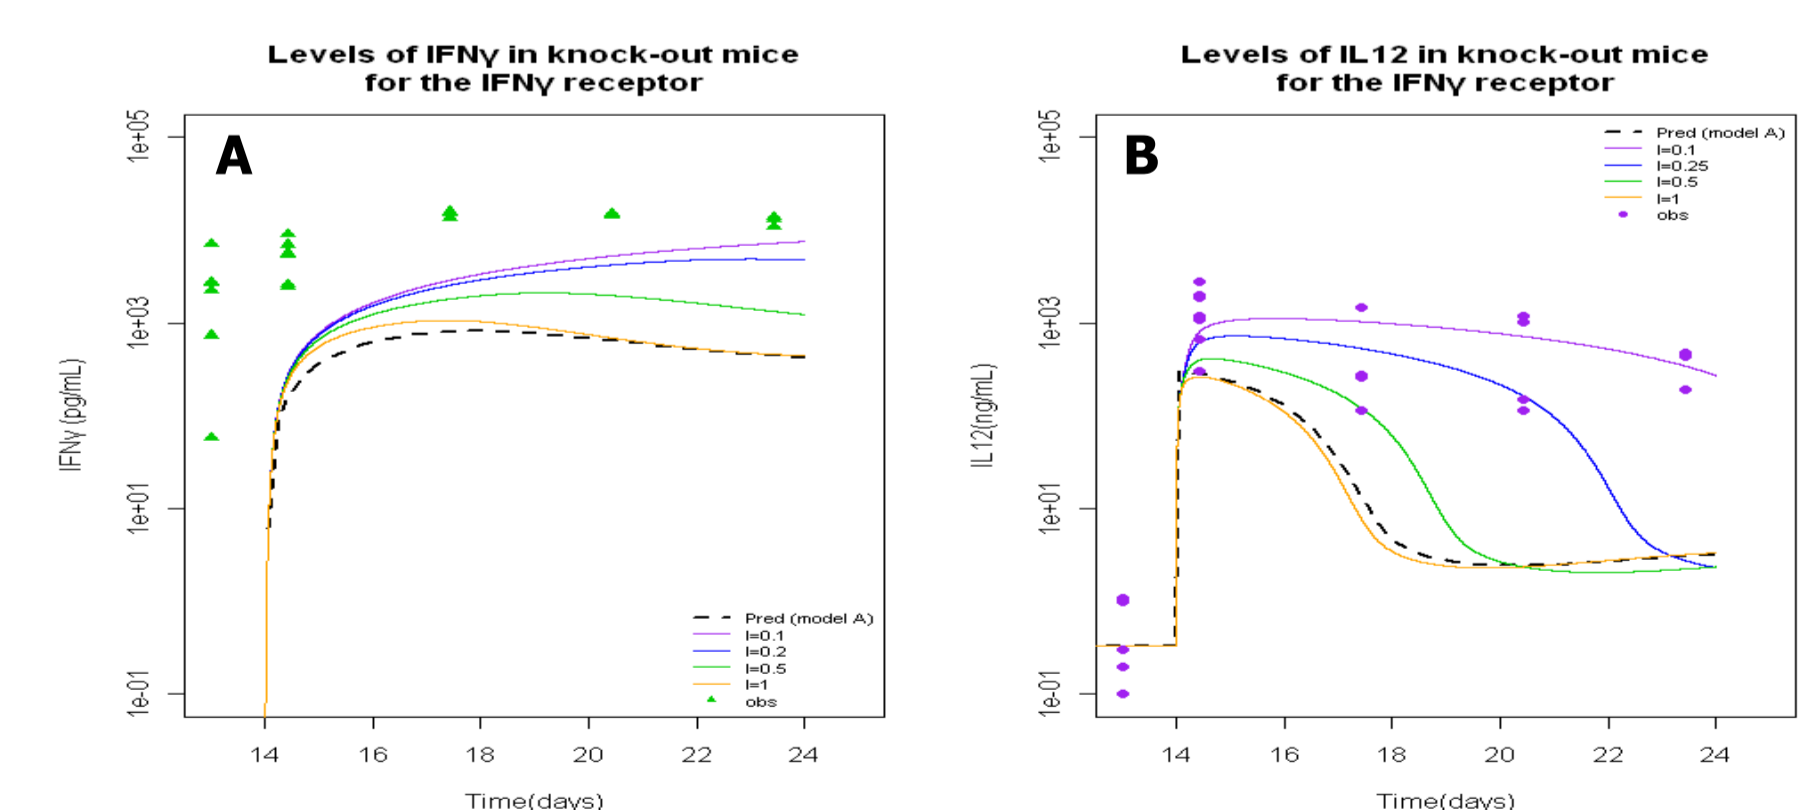 Levels of IFNγ in knock-out mice
for the IFNγ receptor
A
IFNγ (pg/mL)
1e+05
1e+03
1e+01
1e-01
Pred (model A)
l=0.1
l=0.2
l=0.5
l=1
obs
14 16 18 20 22 24
Time(days)
Levels of IL12 in knock-out mice
for the IFNγ receptor
B
IL12(ng/mL)
1e+05
1e+03
1e+01
1e-01
Pred (model A)
l=0.1
l=0.25
l=0.5
l=1
obs
14 16 18 20 22 24
Time(days)